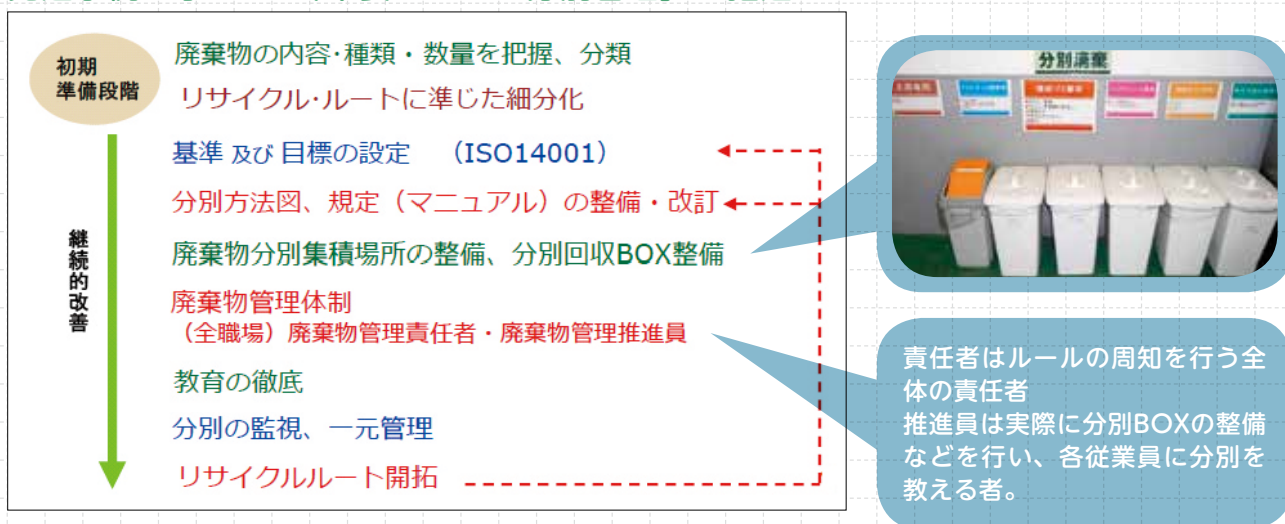 初期
準備段階
廃棄物の内容・種類・数量を把握、分類
リサイクル・ルートに準じた細分化
基準 及び 目標の設定 （ISO14001）
分別方法図、規定（マニュアル）の整備・改訂
廃棄物分別集積場所の整備、分別回収BOX整備
廃棄物管理体制
（全職場）廃棄物管理責任者・廃棄物管理推進員
教育の徹底
分別の監視、一元管理
リサイクルルート開拓
継続的改善
分別廃棄
責任者はルールの周知を行う全
体の責任者
推進員は実際に分別BOXの整備
などを行い、各従業員に分別を
教える者。